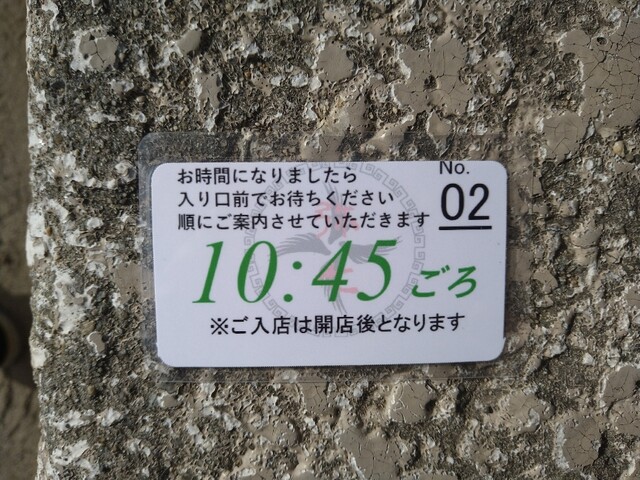 お時間になりましたら
入り口前でお待ちください
順にご案内させていただきます
No.
02
10:45ごろ
※ご入店は開店後となります